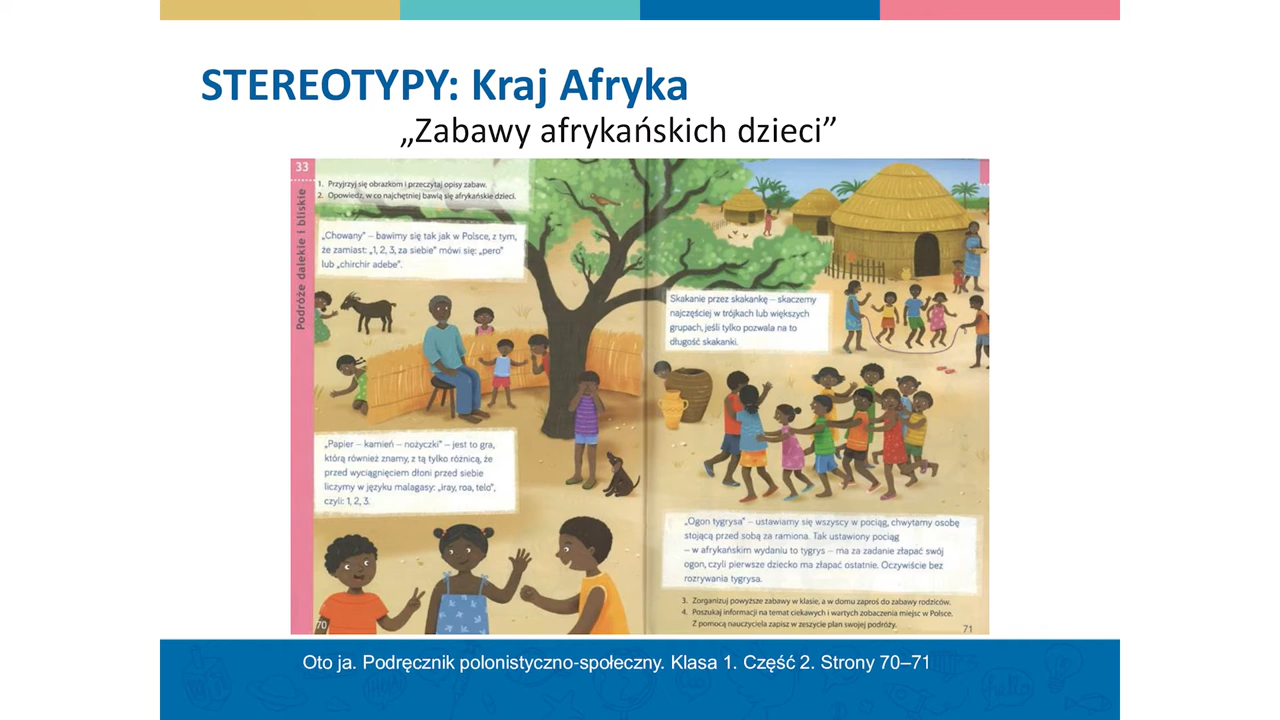 STEREOTYPY: Kraj Afryka
„Zabawy afrykańskich dzieci”
33
Podróże dalekie i bliskie
1. Przyjrzyj się obrazkom i przeczytaj opisy zabaw.
2. Opowiedz, w co najchętniej bawią się afrykańskie dzieci.
„Chowany” – bawimy się tak jak w Polsce, z tym,
że zamiast: „1, 2, 3, za siebie” mówi się: „pero”
lub „chirchir adebe”.
„Papier – kamień – nożyczki” – jest to gra,
którą również znamy, z tą tylko różnicą, że
przed wyciągnięciem dłoni przed siebie
liczymy w języku malagasy: „iray, roa, telo”,
czyli: 1, 2, 3.
70
Skakanie przez skakankę – skaczemy
najczęściej w trójkach lub większych
grupach, jeśli tylko pozwala na to
długość skakanki.
„Ogon tygrysa” – ustawiamy się wszyscy w pociąg, chwytamy osobę
stojącą przed sobą za ramiona. Tak ustawiony pociąg
– w afrykańskim wydaniu to tygrys – ma za zadanie złapać swój
ogon, czyli pierwsze dziecko ma złapać ostatnie. Oczywiście bez
rozrywania tygrysa.
3. Zorganizuj powyższe zabawy w klasie, a w domu zaproś do zabawy rodziców.
4. Poszukaj informacji na temat ciekawych i wartych zobaczenia miejsc w Polsce.
Z pomocą nauczyciela zapisz w zeszycie plan swojej podróży.
71
Oto ja. Podręcznik polonistyczno-społeczny. Klasa 1. Część 2. Strony 70–71
hello